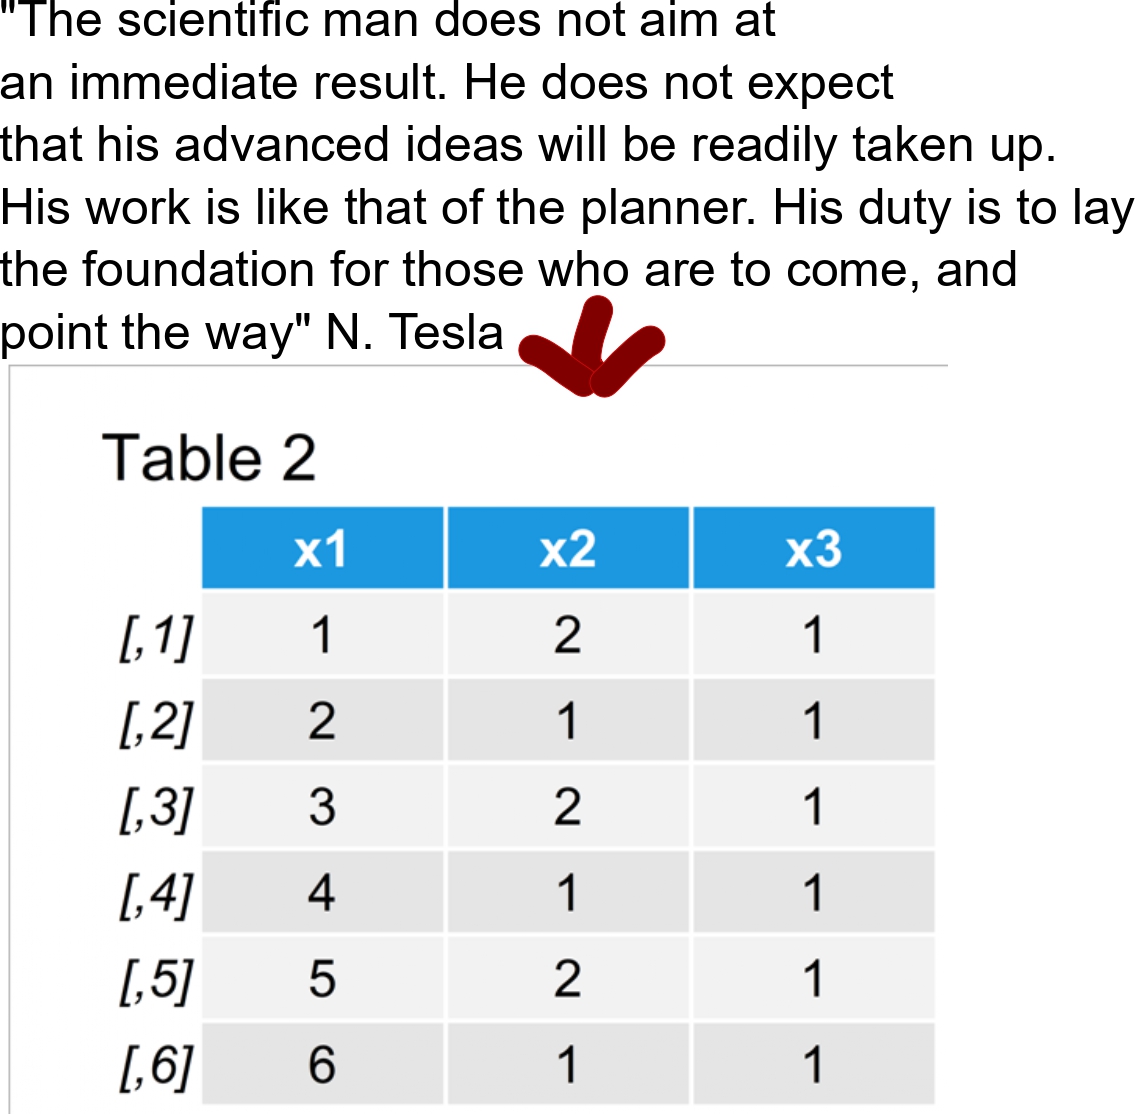 "The scientific man does not aim at
an immediate result. He does not expect
that his advanced ideas will be readily taken up.
His work is like that of the planner. His duty is to lay
the foundation for those who are to come, and
point the way" N. Tesla
Table 2
x1 x2 x3
[,1] 1 2 1
[,2] 2 1 1
[,3] 3 2 1
[,4] 4 1 1
[,5] 5 2 1
[,6] 6 1 1